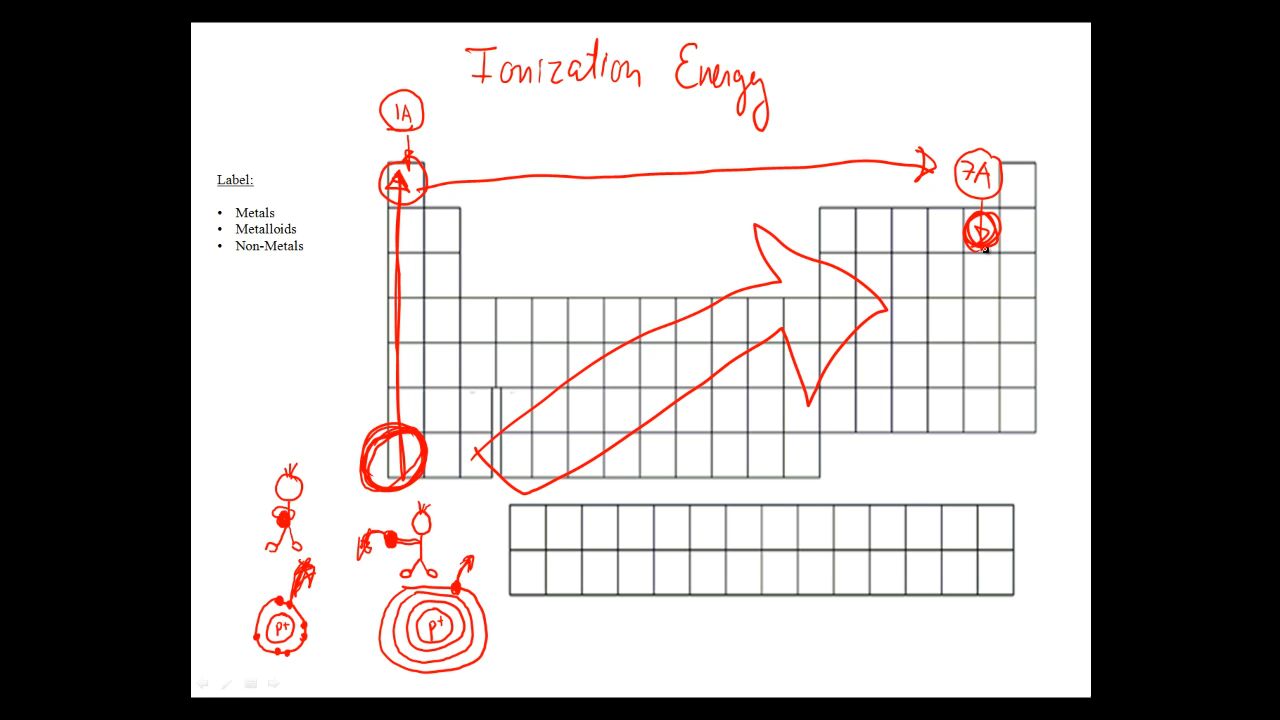 Ionization Energy
1A
7A
Label:
• Metals
• Metalloids
• Non-Metals
p+
p+